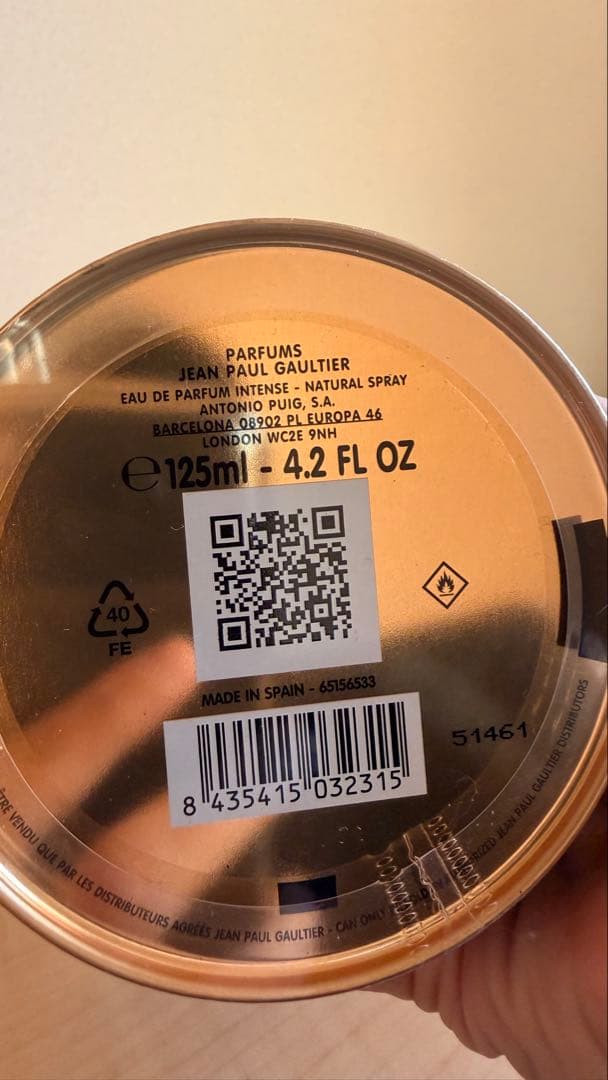 PARFUMS
JEAN PAUL GAULTIER
EAU DE PARFUM INTENSE - NATURAL SPRAY
ANTONIO PUIG, S.A.
BARCELONA 08902 PL EUROPA 46
LONDON WC2E 9NH
℮125ml - 4.2 FL OZ
40
FE
MADE IN SPAIN - 65156533
51461
8 435415 032315
ÊTRE VENDU QUE PAR LES DISTRIBUTEURS AGRÉÉS JEAN PAUL GAULTIER - CAN ONLY JEAN PAUL GAULTIER DISTRIBUTORS